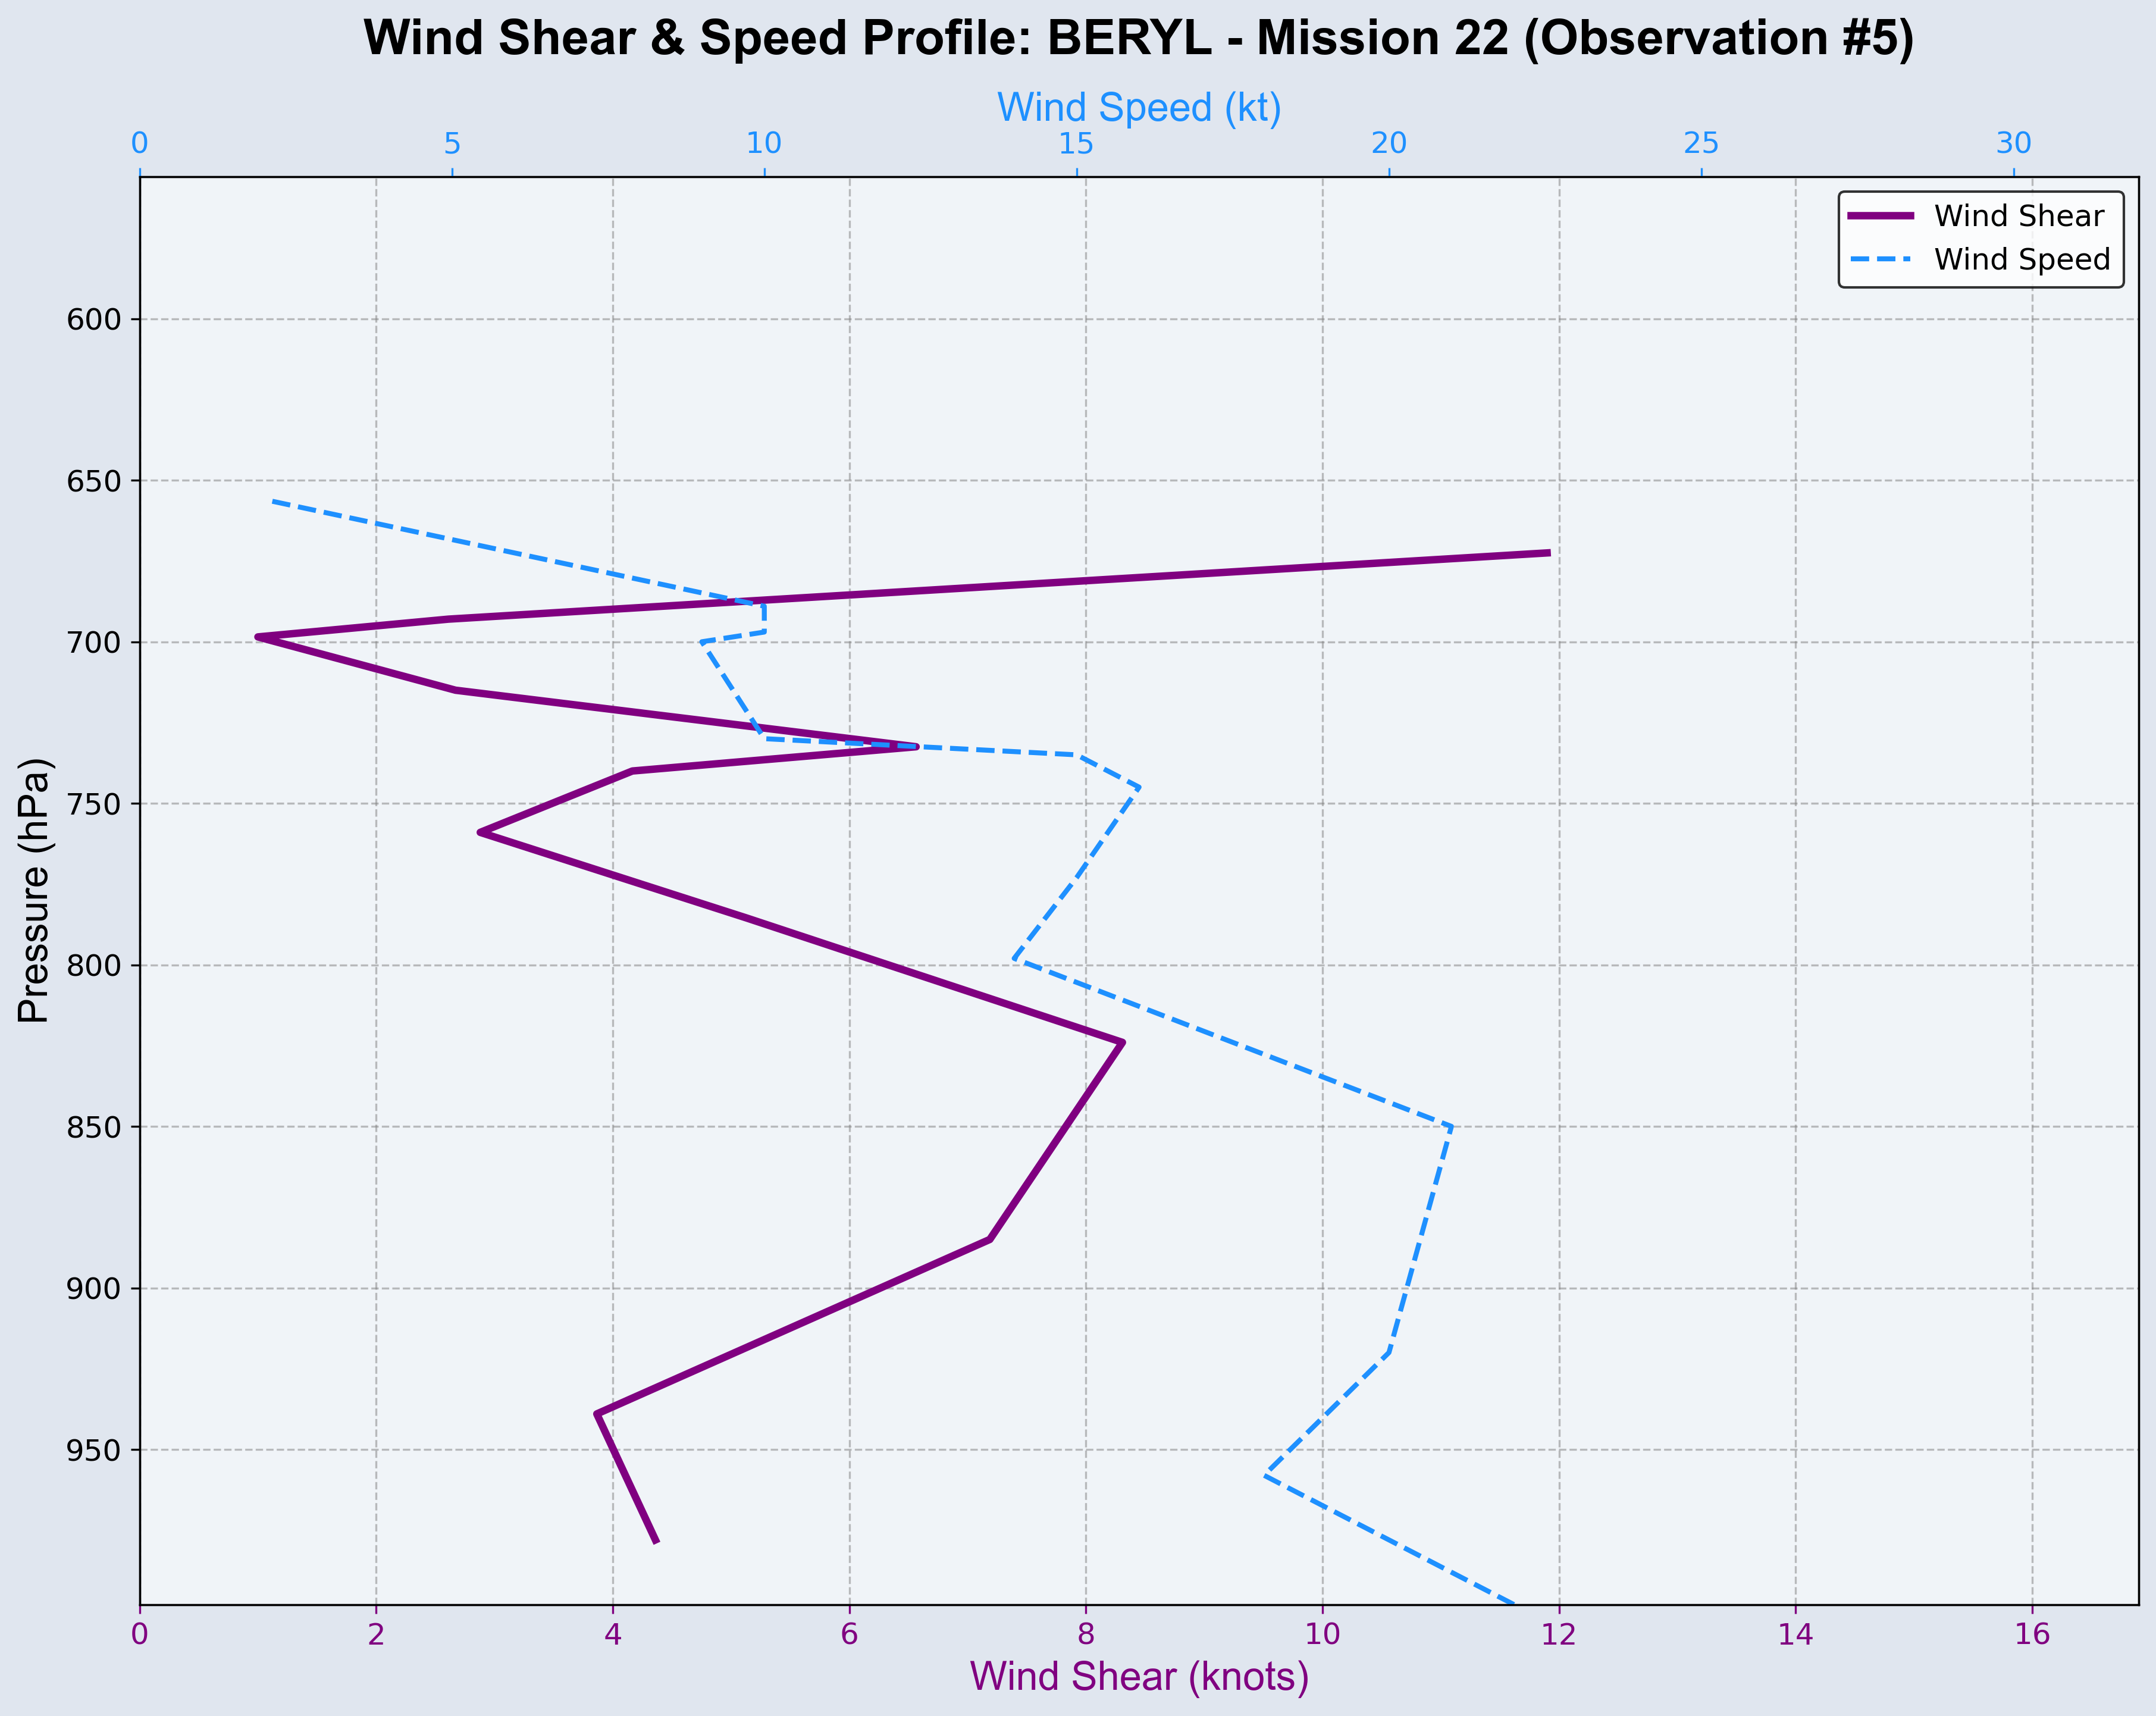 Wind Shear & Speed Profile: BERYL - Mission 22 (Observation #5)
Wind Speed (kt)
0 5 10 15 20 25 30
Wind Shear
Wind Speed
600
650
700
750
800
850
900
950
Pressure (hPa)
0 2 4 6 8 10 12 14 16
Wind Shear (knots)